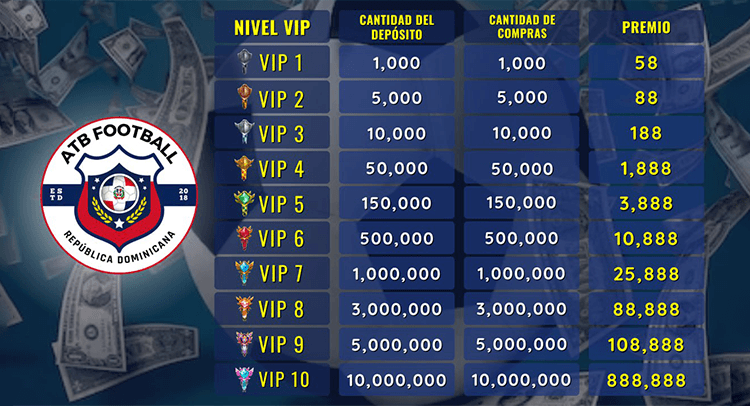 ATB FOOTBALL
ESTD 2018
REPÚBLICA DOMINICANA
NIVEL VIP CANTIDAD DEL DEPÓSITO CANTIDAD DE COMPRAS PREMIO
VIP 1 1,000 1,000 58
VIP 2 5,000 5,000 88
VIP 3 10,000 10,000 188
VIP 4 50,000 50,000 1,888
VIP 5 150,000 150,000 3,888
VIP 6 500,000 500,000 10,888
VIP 7 1,000,000 1,000,000 25,888
VIP 8 3,000,000 3,000,000 88,888
VIP 9 5,000,000 5,000,000 108,888
VIP 10 10,000,000 10,000,000 888,888